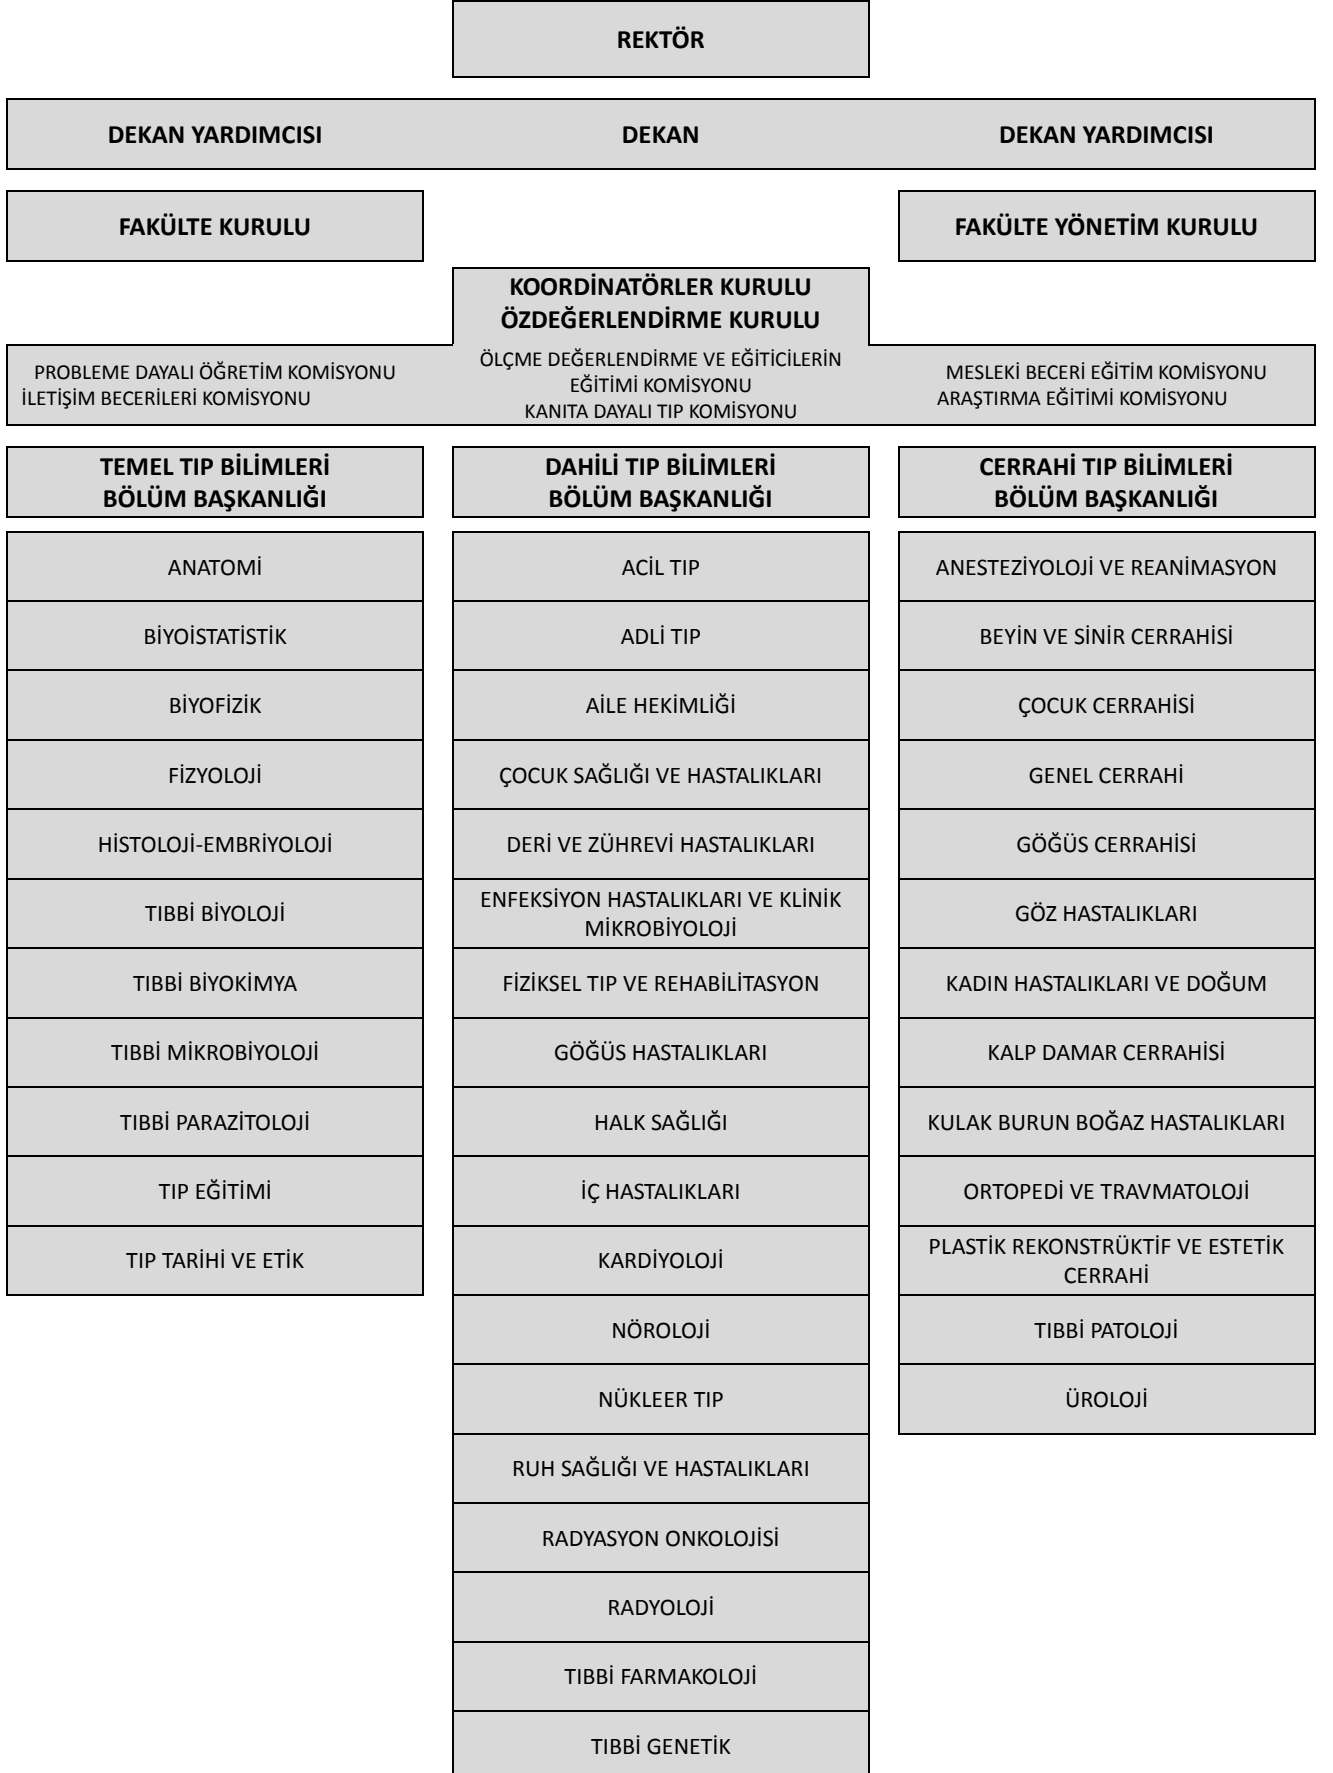 REKTÖR
DEKAN YARDIMCISI
DEKAN
DEKAN YARDIMCISI
FAKÜLTE KURULU
FAKÜLTE YÖNETİM KURULU
KOORDİNATÖRLER KURULU
ÖZDEĞERLENDİRME KURULU
PROBLEME DAYALI ÖĞRETİM KOMİSYONU
İLETİŞİM BECERİLERİ KOMİSYONU
ÖLÇME DEĞERLENDİRME VE EĞİTİCİLERİN
EĞİTİMİ KOMİSYONU
KANITA DAYALI TIP KOMİSYONU
MESLEKİ BECERİ EĞİTİM KOMİSYONU
ARAŞTIRMA EĞİTİMİ KOMİSYONU
TEMEL TIP BİLİMLERİ
BÖLÜM BAŞKANLIĞI
ANATOMİ
BİYOİSTATİSTİK
BİYOFİZİK
FİZYOLOJİ
HİSTOLOJİ-EMBRİYOLOJİ
TIBBİ BİYOLOJİ
TIBBİ BİYOKİMYA
TIBBİ MİKROBİYOLOJİ
TIBBİ PARAZİTOLOJİ
TIP EĞİTİMİ
TIP TARİHİ VE ETİK
DAHİLİ TIP BİLİMLERİ
BÖLÜM BAŞKANLIĞI
ACİL TIP
ADLİ TIP
AİLE HEKİMLİĞİ
ÇOCUK SAĞLIĞI VE HASTALIKLARI
DERİ VE ZÜHREVİ HASTALIKLARI
ENFEKSİYON HASTALIKLARI VE KLİNİK
MİKROBİYOLOJİ
FİZİKSEL TIP VE REHABİLİTASYON
GÖĞÜS HASTALIKLARI
HALK SAĞLIĞI
İÇ HASTALIKLARI
KARDİYOLOJİ
NÖROLOJİ
NÜKLEER TIP
RUH SAĞLIĞI VE HASTALIKLARI
RADYASYON ONKOLOJİSİ
RADYOLOJİ
TIBBİ FARMAKOLOJİ
TIBBİ GENETİK
CERRAHİ TIP BİLİMLERİ
BÖLÜM BAŞKANLIĞI
ANESTEZİYOLOJİ VE REANİMASYON
BEYİN VE SİNİR CERRAHİSİ
ÇOCUK CERRAHİSİ
GENEL CERRAHİ
GÖĞÜS CERRAHİSİ
GÖZ HASTALIKLARI
KADIN HASTALIKLARI VE DOĞUM
KALP DAMAR CERRAHİSİ
KULAK BURUN BOĞAZ HASTALIKLARI
ORTOPEDİ VE TRAVMATOLOJİ
PLASTİK REKONSTRÜKTİF VE ESTETİK
CERRAHİ
TIBBİ PATOLOJİ
ÜROLOJİ